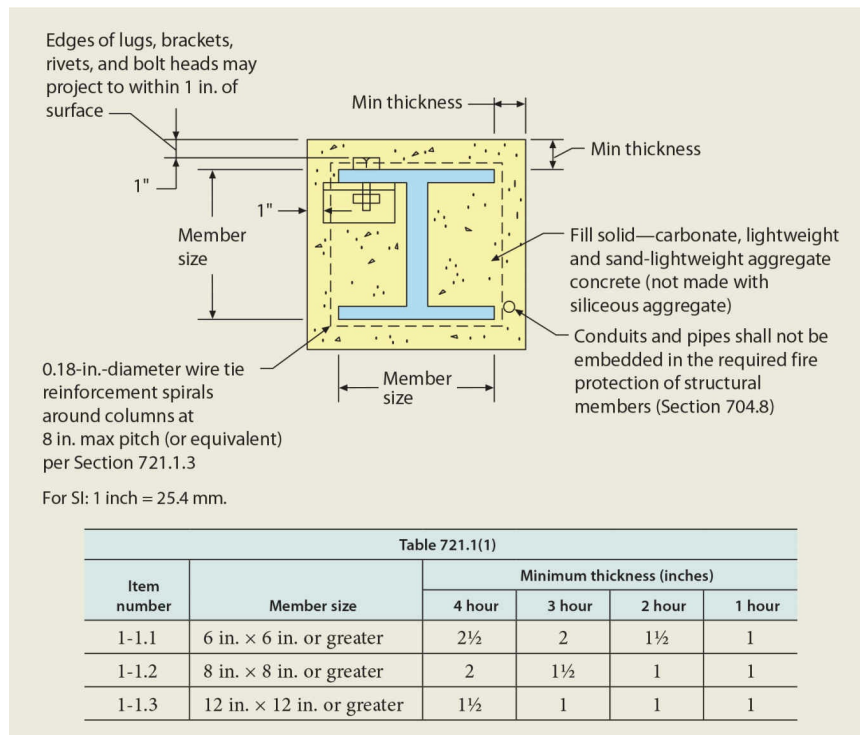 Edges of lugs, brackets,
rivets, and bolt heads may
project to within 1 in. of
surface
Min thickness
Min thickness
1"
1"
Member
size
Fill solid—carbonate, lightweight
and sand-lightweight aggregate
concrete (not made with
siliceous aggregate)
Conduits and pipes shall not be
embedded in the required fire
protection of structural
members (Section 704.8)
0.18-in.-diameter wire tie
reinforcement spirals
around columns at
8 in. max pitch (or equivalent)
per Section 721.1.3
Member
size
For SI: 1 inch = 25.4 mm.
Table 721.1(1)
Item number Member size Minimum thickness (inches)
4 hour 3 hour 2 hour 1 hour
1-1.1 6 in. × 6 in. or greater 2½ 2 1½ 1
1-1.2 8 in. × 8 in. or greater 2 1½ 1 1
1-1.3 12 in. × 12 in. or greater 1½ 1 1 1